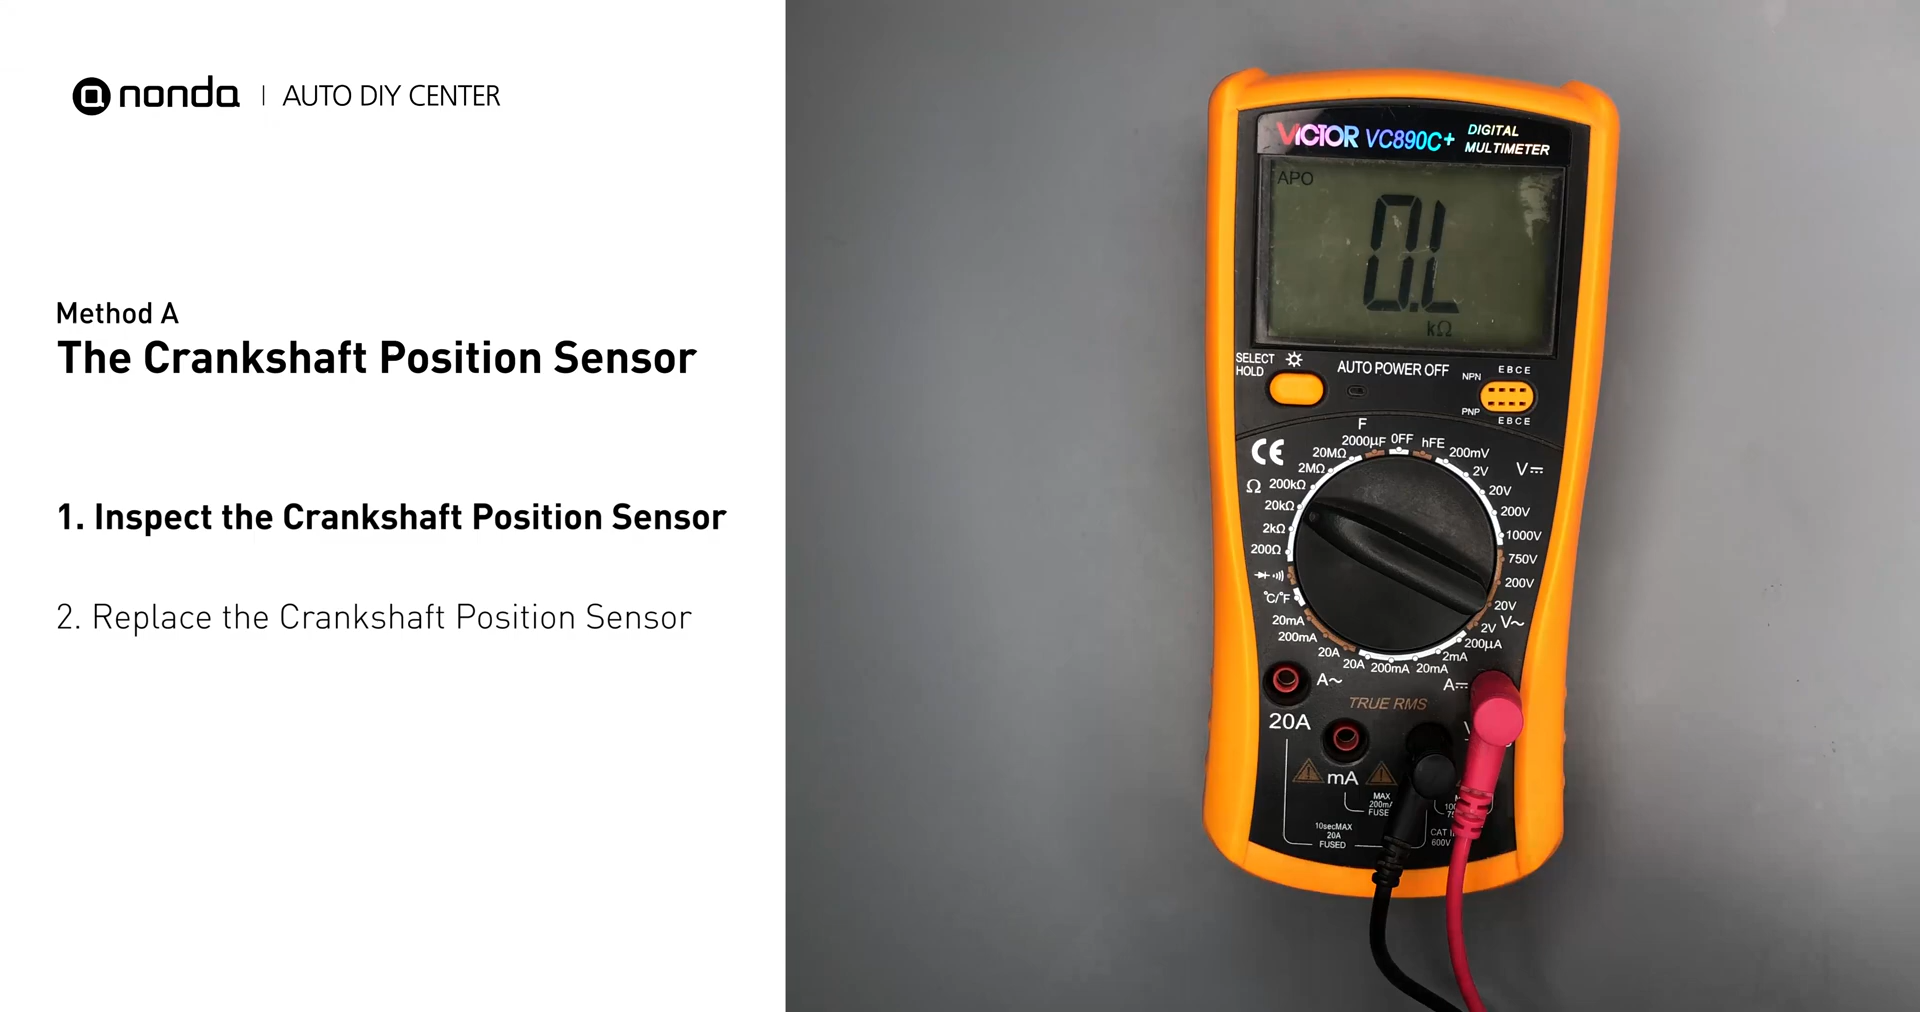 nonda | AUTO DIY CENTER
Method A
The Crankshaft Position Sensor
1. Inspect the Crankshaft Position Sensor
2. Replace the Crankshaft Position Sensor
VICTOR VC890C+ DIGITAL
MULTIMETER
APO
0.L
kΩ
SELECT
HOLD
AUTO POWER OFF
NPN
EBCE
PNP
EBCE
F
2000µF
OFF
hFE
200mV
2V
V
20V
200V
1000V
750V
200V
20V
2V
V~
200µA
2mA
20mA
200mA
20A
A
20A
200mA
20mA
A~
°C/°F
200Ω
2kΩ
20kΩ
200kΩ
Ω
2MΩ
20MΩ
CE
TRUE RMS
20A
mA
MAX
200mA
FUSE
10secMAX
20A
FUSED
CAT
600V